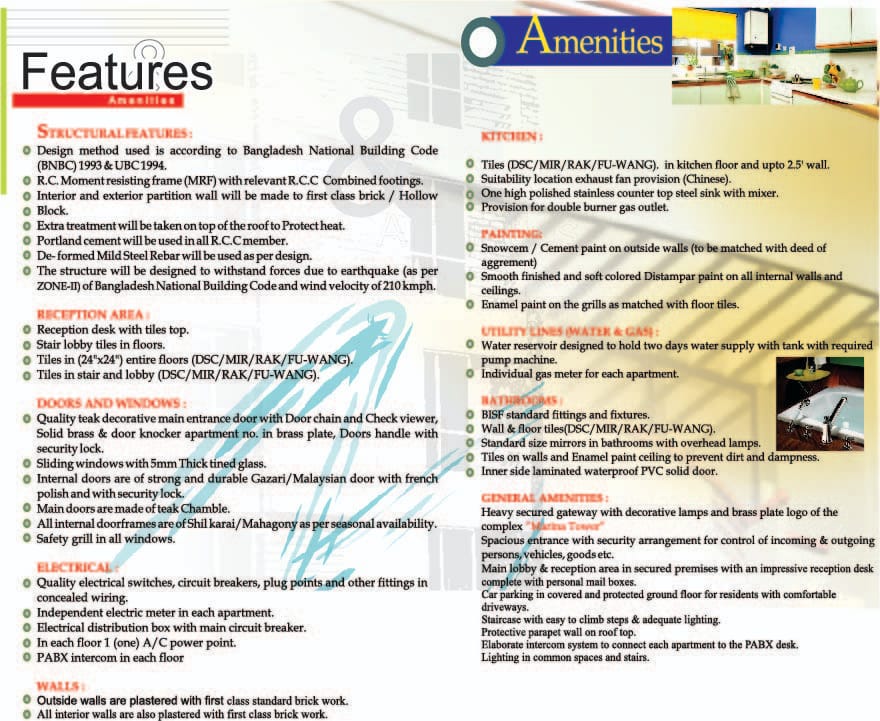 Features
Amenities
STRUCTURAL FEATURES :
Design method used is according to Bangladesh National Building Code
(BNBC) 1993 & UBC 1994.
R.C. Moment resisting frame (MRF) with relevant R.C.C Combined footings.
Interior and exterior partition wall will be made to first class brick / Hollow
Block.
Extra treatment will be taken on top of the roof to Protect heat.
Portland cement will be used in all R.C.C member.
De- formed Mild Steel Rebar will be used as per design.
The structure will be designed to withstand forces due to earthquake (as per
ZONE-II) of Bangladesh National Building Code and wind velocity of 210 kmph.
RECEPTION AREA :
Reception desk with tiles top.
Stair lobby tiles in floors.
Tiles in (24"x24") entire floors (DSC/MIR/RAK/FU-WANG).
Tiles in stair and lobby (DSC/MIR/RAK/FU-WANG).
DOORS AND WINDOWS :
Quality teak decorative main entrance door with Door chain and Check viewer,
Solid brass & door knocker apartment no. in brass plate, Doors handle with
security lock.
Sliding windows with 5mm Thick tined glass.
Internal doors are of strong and durable Gazari/Malaysian door with french
polish and with security lock.
Main doors are made of teak Chamble.
All internal doorframes are of Shil karai/Mahagony as per seasonal availability.
Safety grill in all windows.
ELECTRICAL :
Quality electrical switches, circuit breakers, plug points and other fittings in
concealed wiring.
Independent electric meter in each apartment.
Electrical distribution box with main circuit breaker.
In each floor 1 (one) A/C power point.
PABX intercom in each floor
WALLS :
Outside walls are plastered with first class standard brick work.
All interior walls are also plastered with first class brick work.
Amenities
KITCHEN :
Tiles (DSC/MIR/RAK/FU-WANG). in kitchen floor and upto 2.5' wall.
Suitability location exhaust fan provision (Chinese).
One high polished stainless counter top steel sink with mixer.
Provision for double burner gas outlet.
PAINTING:
Snowcem / Cement paint on outside walls (to be matched with deed of
aggrement)
Smooth finished and soft colored Distampar paint on all internal walls and
ceilings.
Enamel paint on the grills as matched with floor tiles.
UTILITY LINES (WATER & GAS) :
Water reservoir designed to hold two days water supply with tank with required
pump machine.
Individual gas meter for each apartment.
BATHROOMS :
BISF standard fittings and fixtures.
Wall & floor tiles(DSC/MIR/RAK/FU-WANG).
Standard size mirrors in bathrooms with overhead lamps.
Tiles on walls and Enamel paint ceiling to prevent dirt and dampness.
Inner side laminated waterproof PVC solid door.
GENERAL AMENITIES :
Heavy secured gateway with decorative lamps and brass plate logo of the
complex "Marina Tower"
Spacious entrance with security arrangement for control of incoming & outgoing
persons, vehicles, goods etc.
Main lobby & reception area in secured premises with an impressive reception desk
complete with personal mail boxes.
Car parking in covered and protected ground floor for residents with comfortable
driveways.
Staircase with easy to climb steps & adequate lighting.
Protective parapet wall on roof top.
Elaborate intercom system to connect each apartment to the PABX desk.
Lighting in common spaces and stairs.